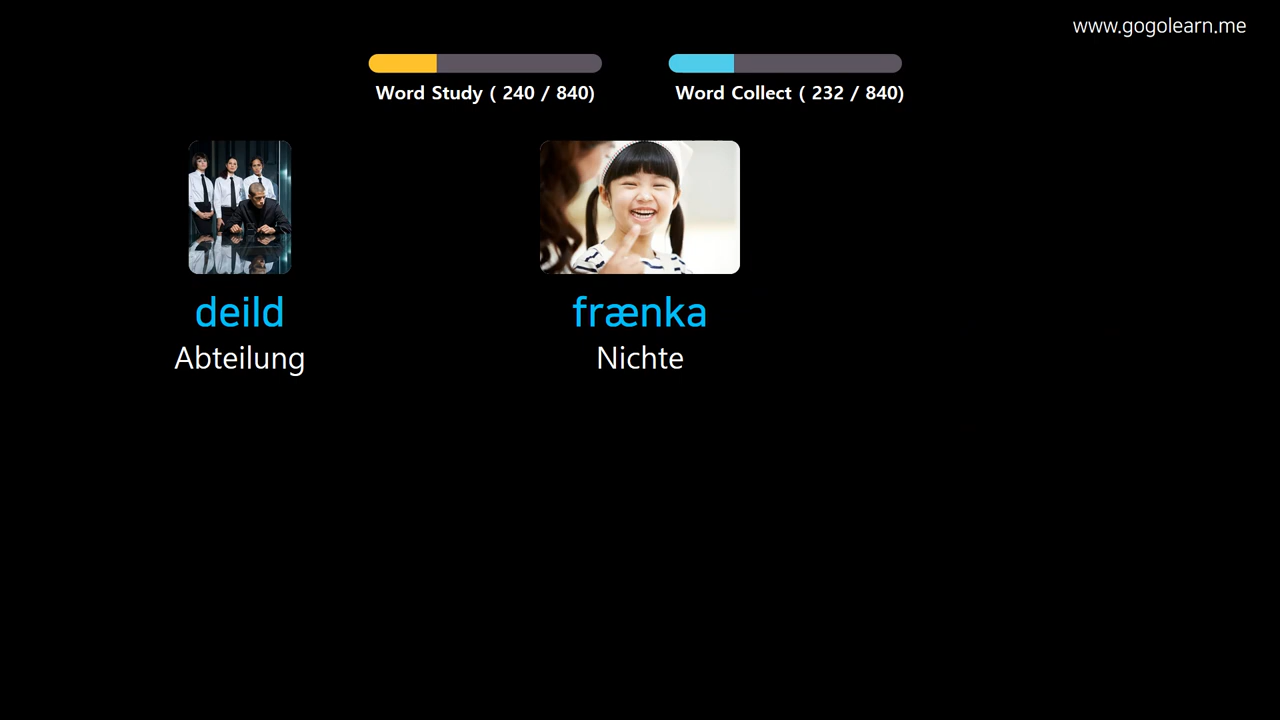 www.gogolearn.me
Word Study ( 240 / 840)
Word Collect ( 232 / 840)
deild
Abteilung
frænka
Nichte